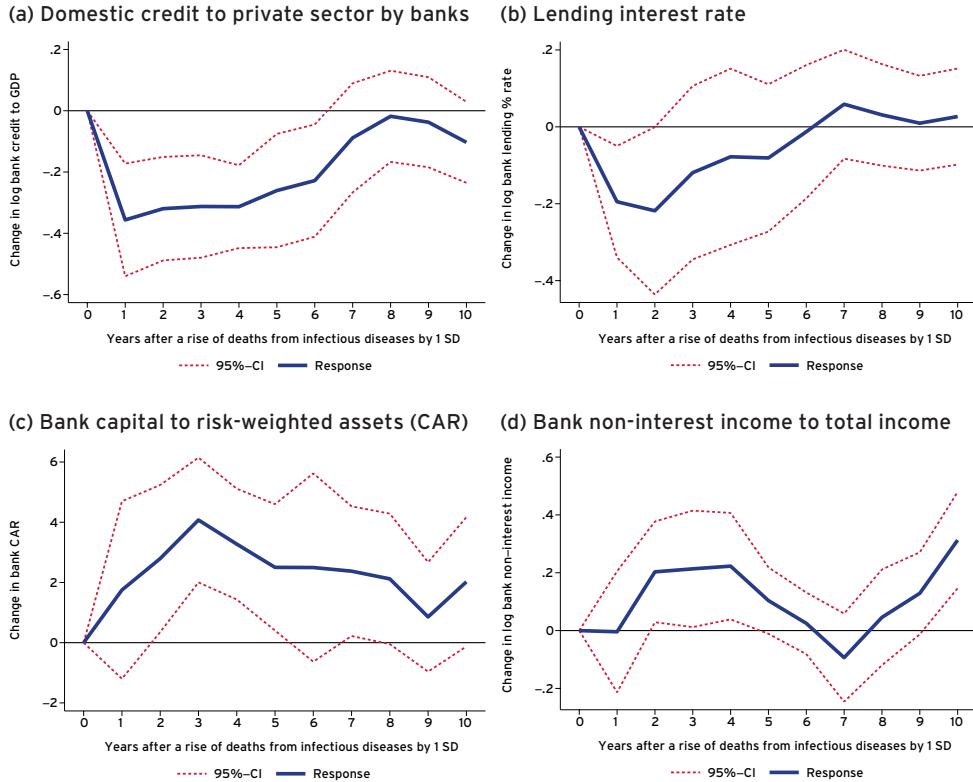 (a) Domestic credit to private sector by banks
Change in log bank credit to GDP
.2
0
–.2
–.4
–.6
0 1 2 3 4 5 6 7 8 9 10
Years after a rise of deaths from infectious diseases by 1 SD
95%–CI Response
(b) Lending interest rate
Change in log bank lending % rate
.2
0
–.2
–.4
0 1 2 3 4 5 6 7 8 9 10
Years after a rise of deaths from infectious diseases by 1 SD
95%–CI Response
(c) Bank capital to risk-weighted assets (CAR)
Change in bank CAR
6
4
2
0
–2
0 1 2 3 4 5 6 7 8 9 10
Years after a rise of deaths from infectious diseases by 1 SD
95%–CI Response
(d) Bank non-interest income to total income
Change in log bank non–interest income
.6
.4
.2
0
–.2
0 1 2 3 4 5 6 7 8 9 10
Years after a rise of deaths from infectious diseases by 1 SD
95%–CI Response